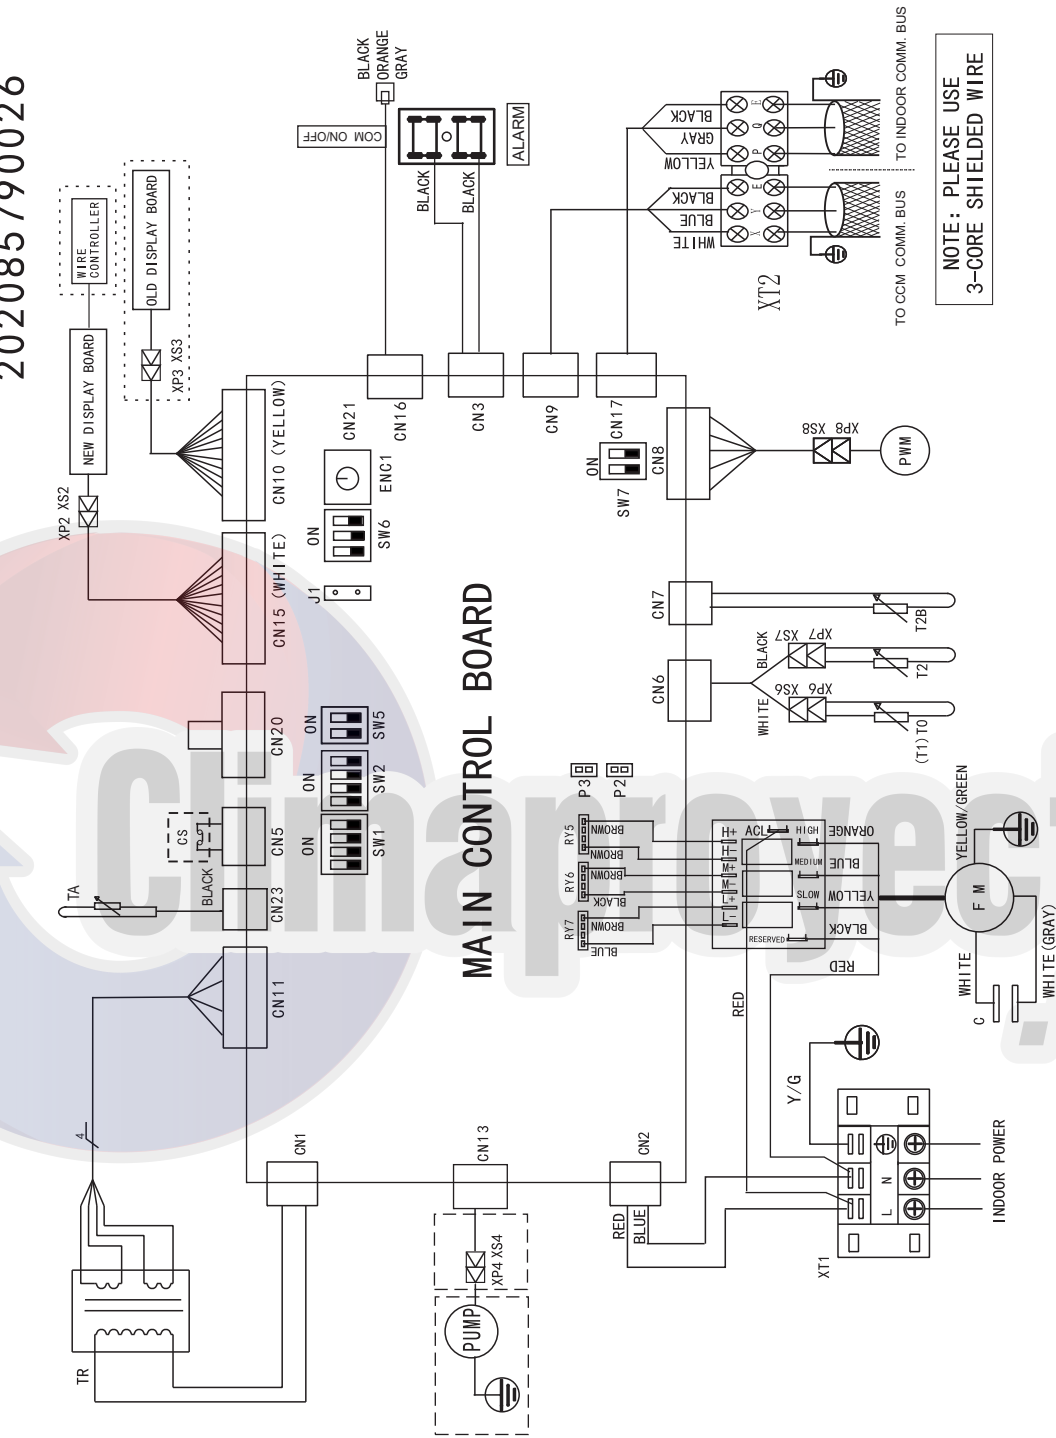 202085790026
WIRE
CONTROLLER
OLD DISPLAY BOARD
NEW DISPLAY BOARD
XP3 XS3
XP2 XS2
BLACK
ORANGE
GRAY
COM ON/OFF
ALARM
BLACK
BLACK
CN10 (YELLOW)
CN15 (WHITE)
CN21
CN16
CN3
CN9
CN17
ENC1
ON
SW6
J1
ON
SW7
CN8
BLACK
GRAY
YELLOW
BLACK
BLUE
WHITE
E
Q
P
E
Y
X
XT2
TO INDOOR COMM. BUS
TO CCM COMM. BUS
NOTE: PLEASE USE
3-CORE SHIELDED WIRE
XS8 XP8
PWM
CN7
CN6
BLACK
XS7 XP7
WHITE
XS6 XP6
T2B
T2
(T1)T0
CN20
ON
SW5
ON
SW2
ON
SW1
CS
CN5
BLACK
TA
CN23
CN11
MAIN CONTROL BOARD
P3
P2
RY5
BROWN
BROWN
RY6
BROWN
BLACK
RY7
BROWN
BLUE
H+
H-
M+
M-
L+
L-
ACL
HIGH
MEDIUM
SLOW
RESERVED
ORANGE
BLUE
YELLOW
BLACK
RED
RED
YELLOW/GREEN
F M
WHITE
WHITE(GRAY)
C
Y/G
4
CN1
CN13
CN2
TR
XP4 XS4
PUMP
RED
BLUE
XT1
L
N
INDOOR POWER
Climaproyect